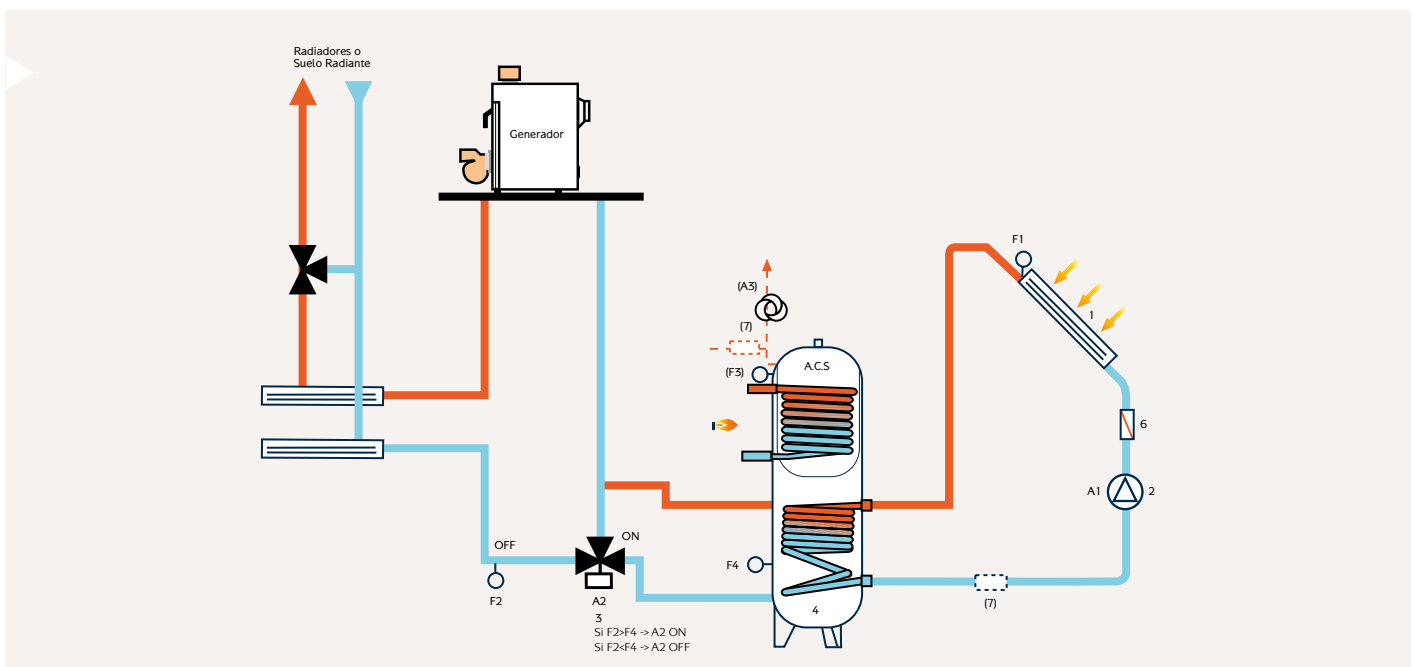 Radiadores o
Suelo Radiante
Generador
F1
(A3)
1
(7)
A.C.S
(F3)
6
A1
2
ON
OFF
F4
F2
A2
(7)
4
3
Si F2>F4 -> A2 ON
Si F2<F4 -> A2 OFF